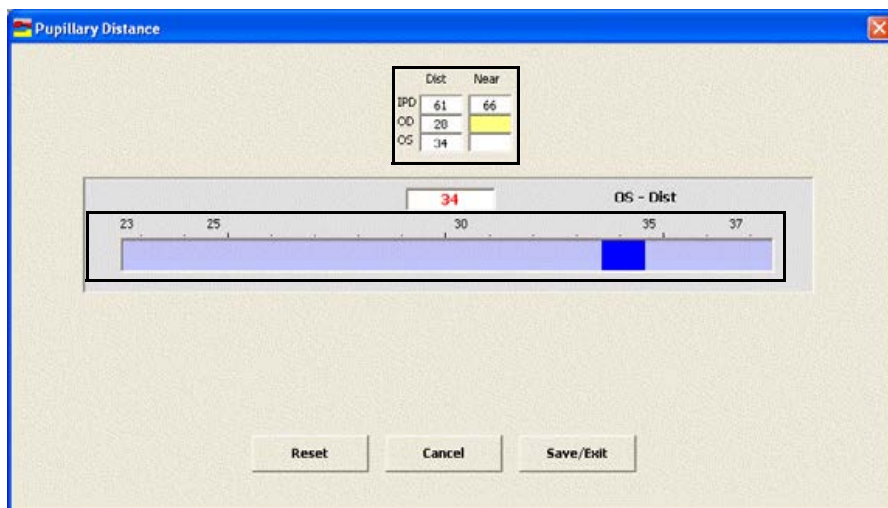 Pupillary Distance
Dist Near
IPD 61 66
OD 28
OS 34
34 OS - Dist
23 25 30 35 37
Reset Cancel Save/Exit